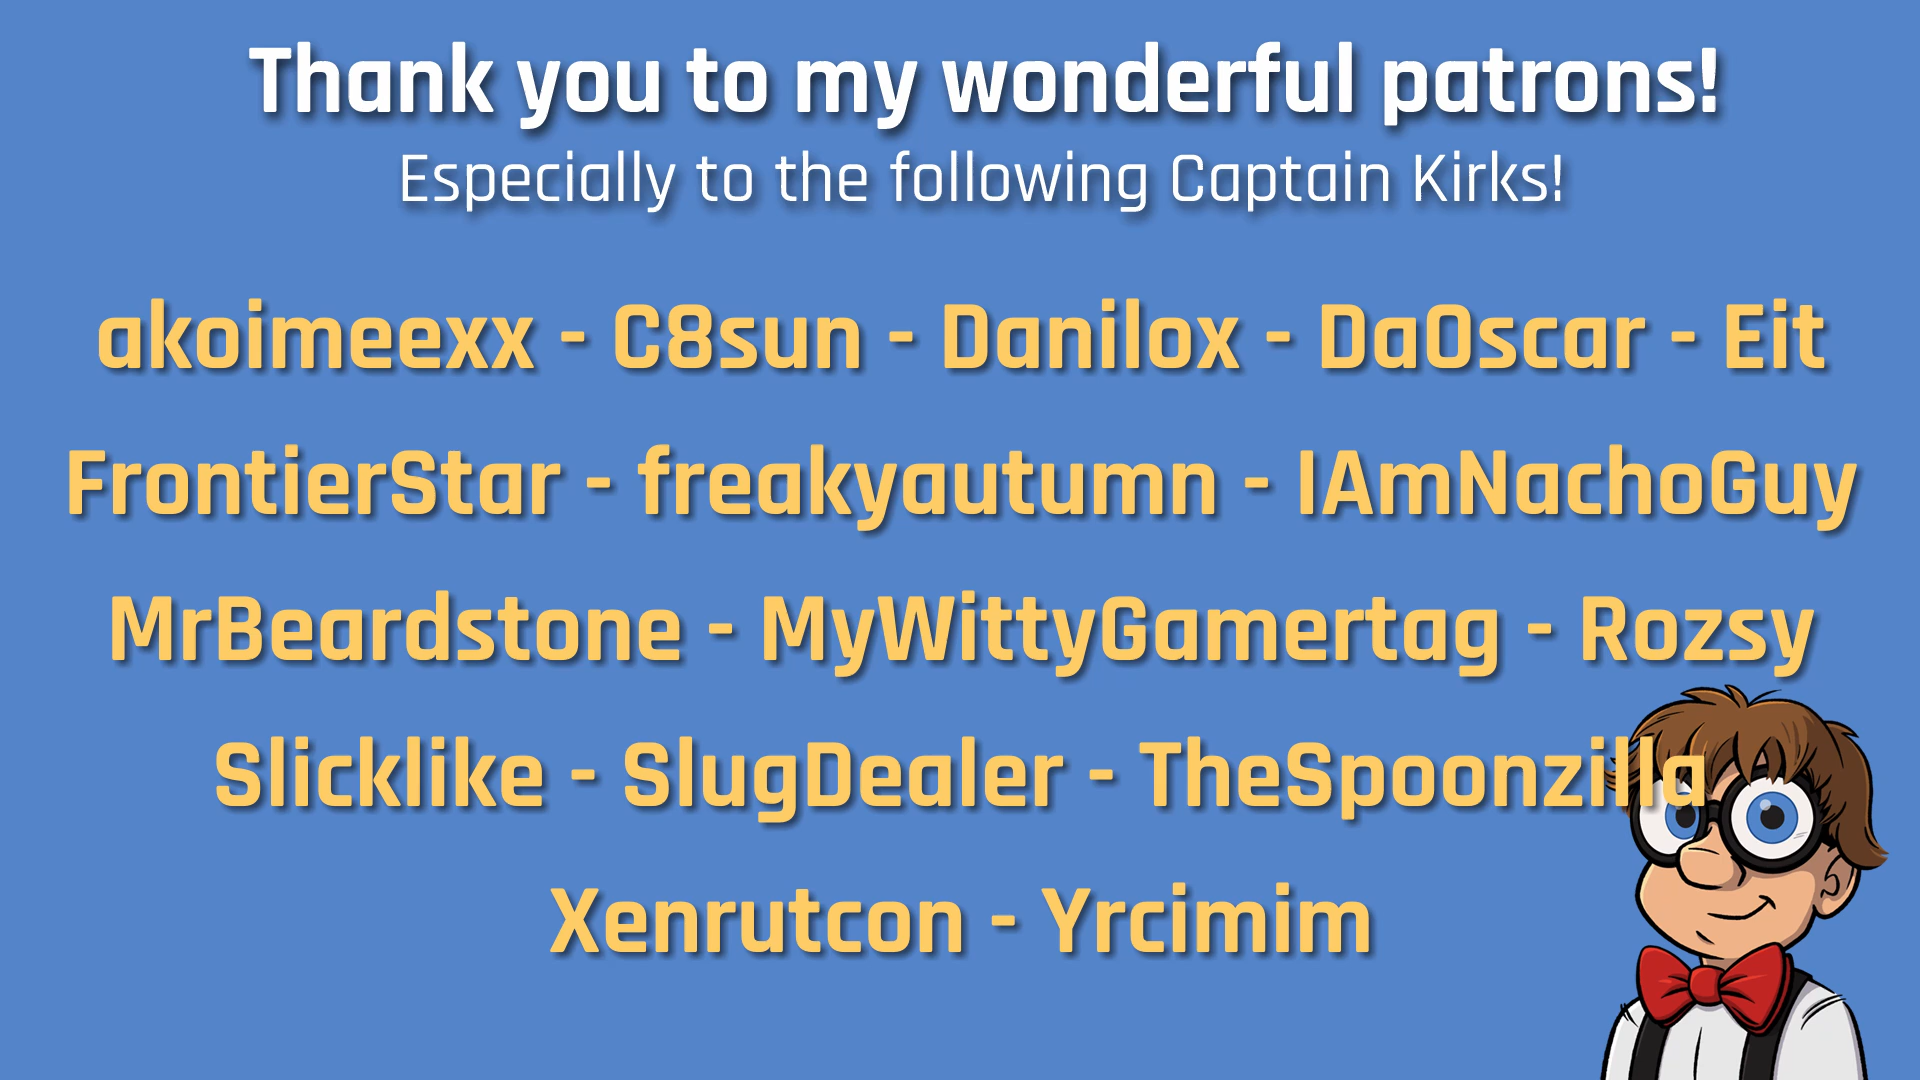 Thank you to my wonderful patrons!
Especially to the following Captain Kirks!
akoimeexx - C8sun - Danilox - DaOscar - Eit
FrontierStar - freakyautumn - IAmNachoGuy
MrBeardstone - MyWittyGamertag - Rozsy
Slicklike - SlugDealer - TheSpoonzilla
Xenrutcon - Yrcimim